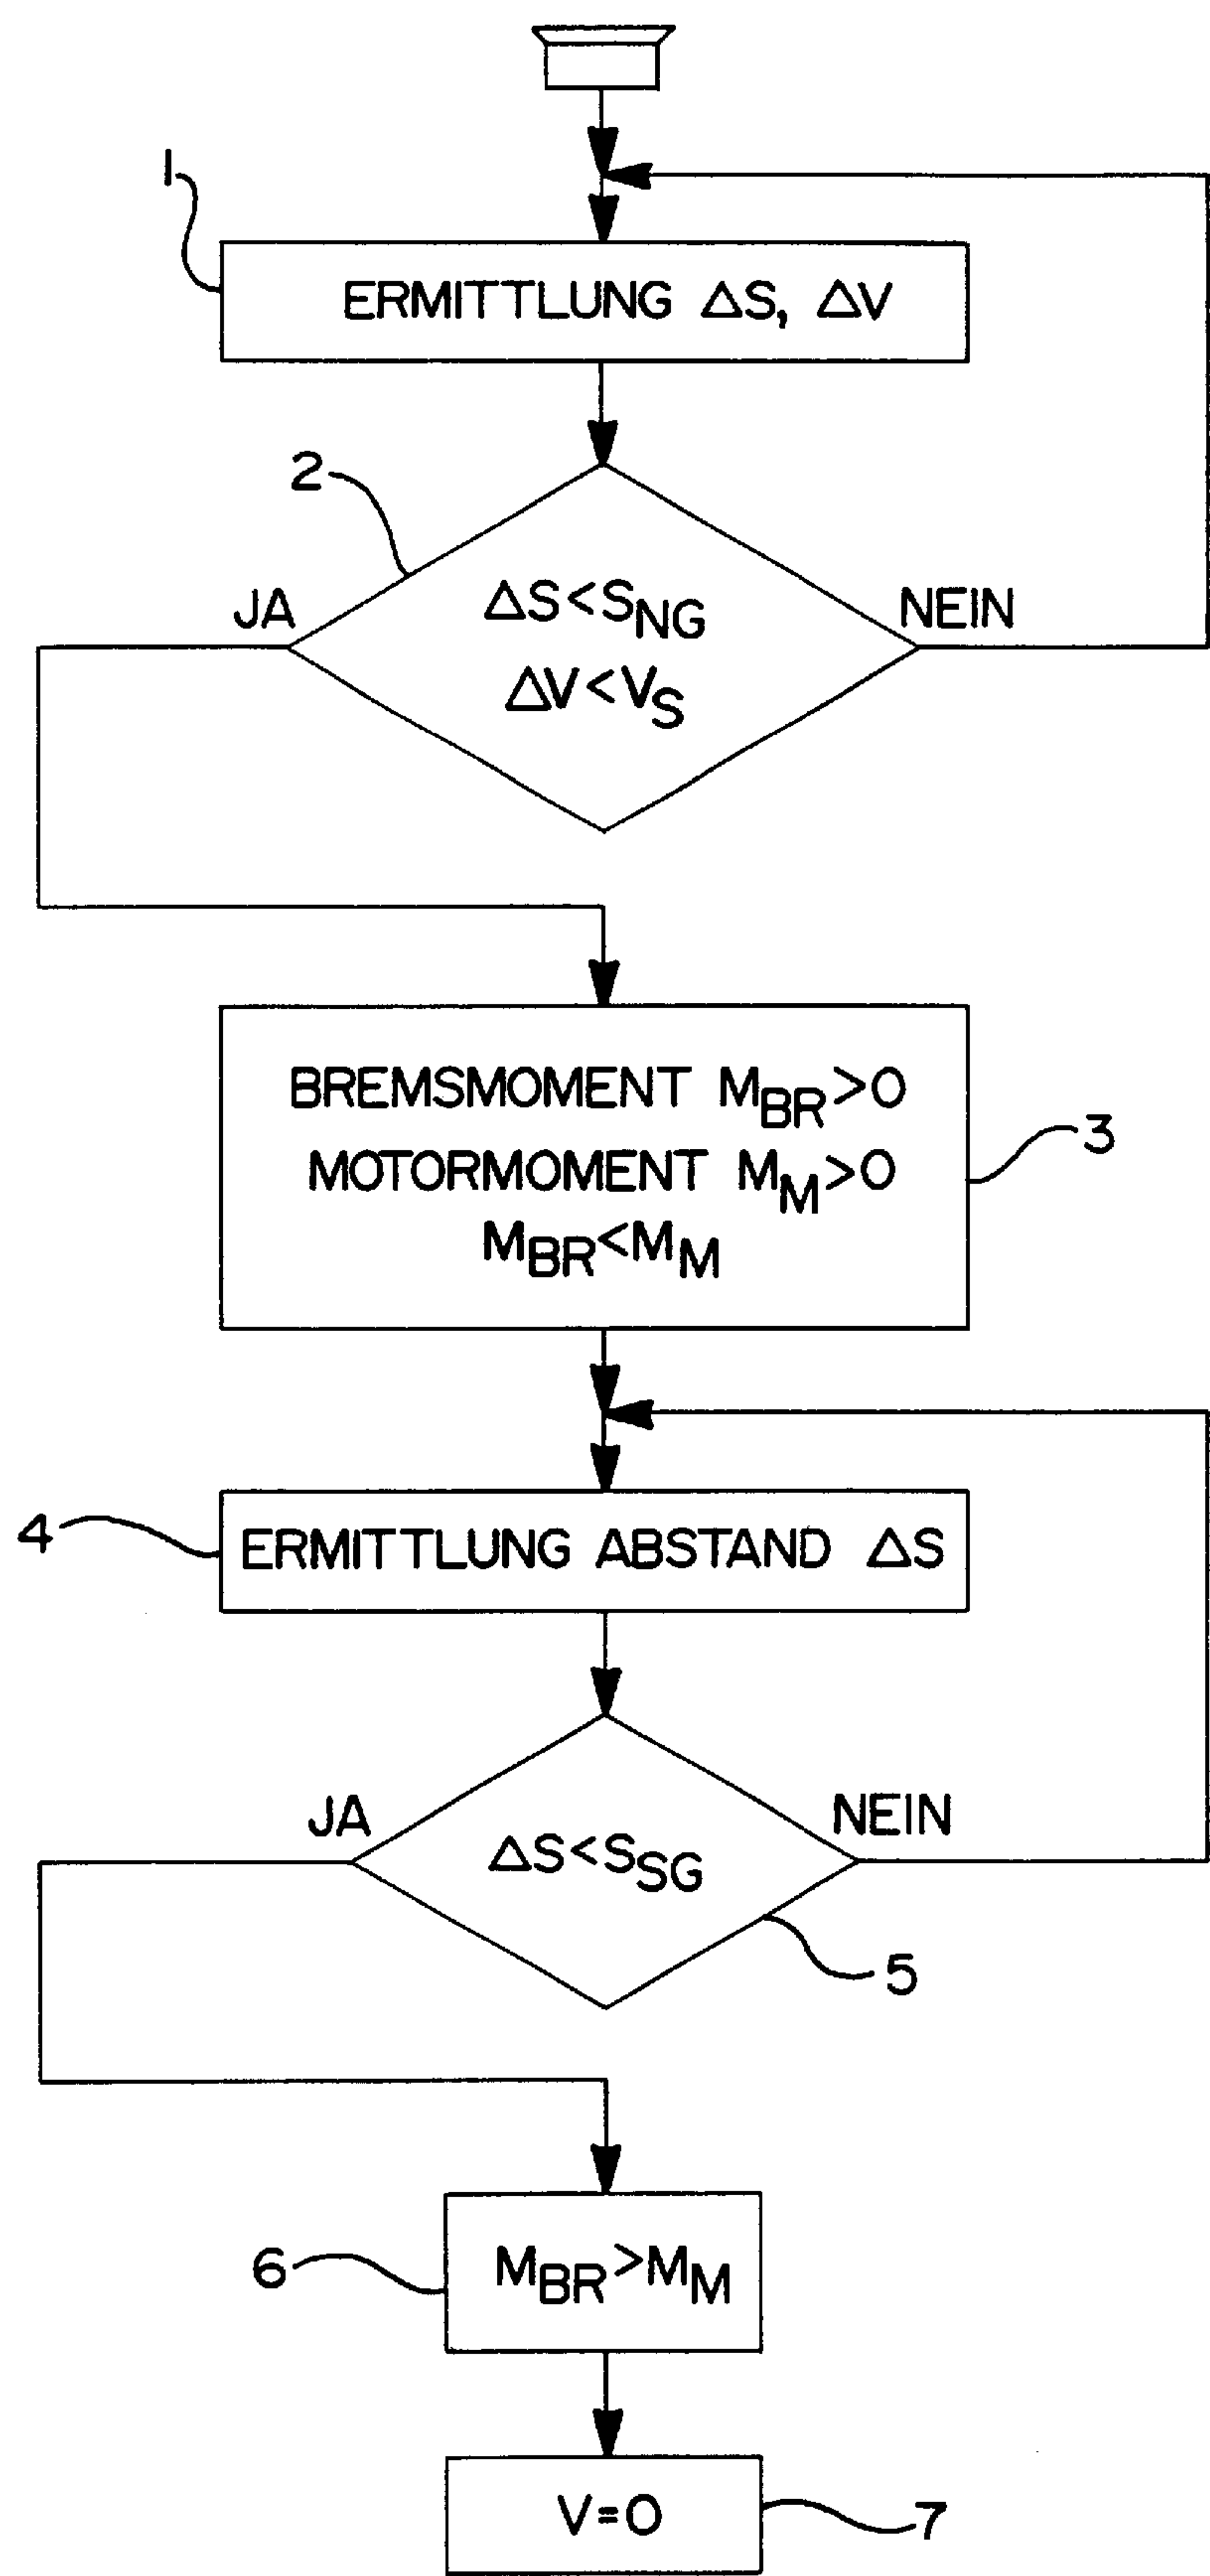 1
ERMITTLUNG ΔS, ΔV
2
JA
NEIN
ΔS<S_NG
ΔV<V_S
BREMSMOMENT M_BR>0
MOTORMOMENT M_M>0
M_BR<M_M
3
4
ERMITTLUNG ABSTAND ΔS
JA
NEIN
ΔS<S_SG
5
6
M_BR>M_M
V=0
7